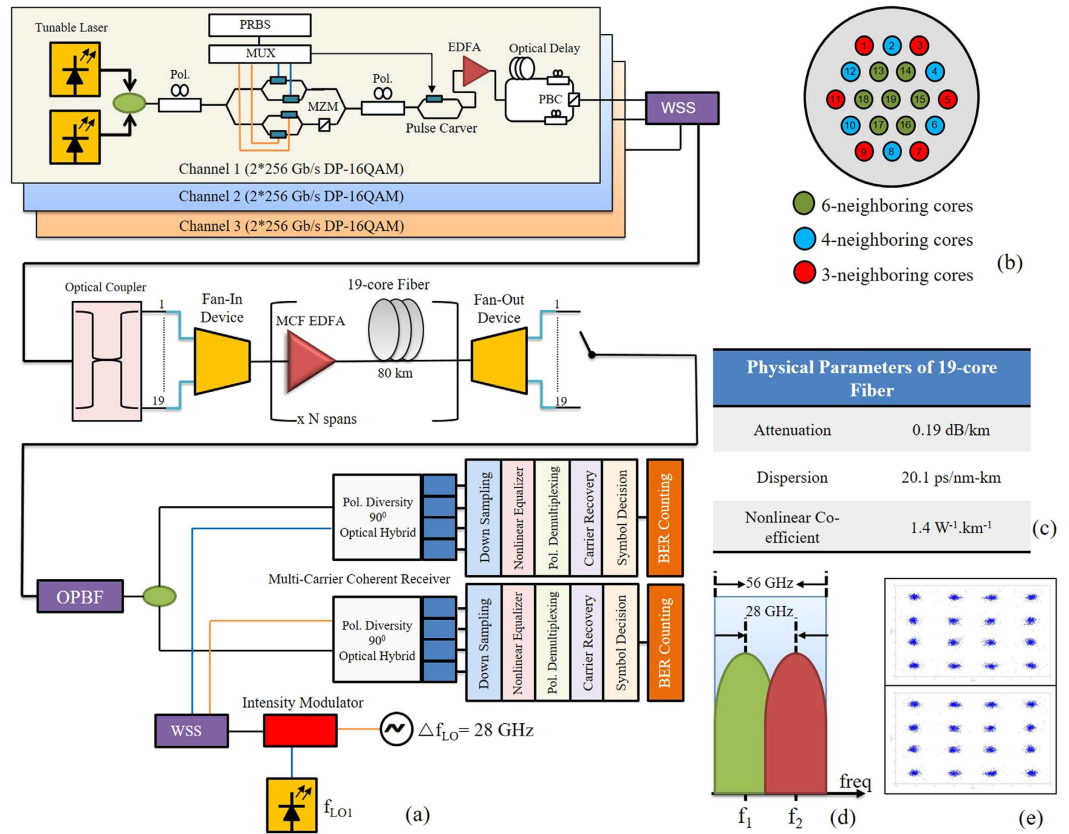 Tunable Laser
PRBS
MUX
Pol.
MZM
Pol.
Pulse Carver
EDFA
Optical Delay
PBC
WSS
Channel 1 (2*256 Gb/s DP-16QAM)
Channel 2 (2*256 Gb/s DP-16QAM)
Channel 3 (2*256 Gb/s DP-16QAM)
1 2 3
12 13 14 4
11 18 19 15 5
10 17 16 6
9 8 7
6-neighboring cores
4-neighboring cores
3-neighboring cores
(b)
Optical Coupler
1
19
Fan-In
Device
MCF EDFA
19-core Fiber
80 km
x N spans
Fan-Out
Device
1
19
Physical Parameters of 19-core
Fiber
Attenuation 0.19 dB/km
Dispersion 20.1 ps/nm-km
Nonlinear Co-
efficient
1.4 W⁻¹.km⁻¹
(c)
OPBF
Pol. Diversity
90⁰
Optical Hybrid
Down Sampling
Nonlinear Equalizer
Pol. Demultiplexing
Carrier Recovery
Symbol Decision
BER Counting
Multi-Carrier Coherent Receiver
Pol. Diversity
90⁰
Optical Hybrid
Down Sampling
Nonlinear Equalizer
Pol. Demultiplexing
Carrier Recovery
Symbol Decision
BER Counting
WSS
Intensity Modulator
△f_LO= 28 GHz
f_LO1
(a)
56 GHz
28 GHz
freq
f₁ f₂
(d)
(e)